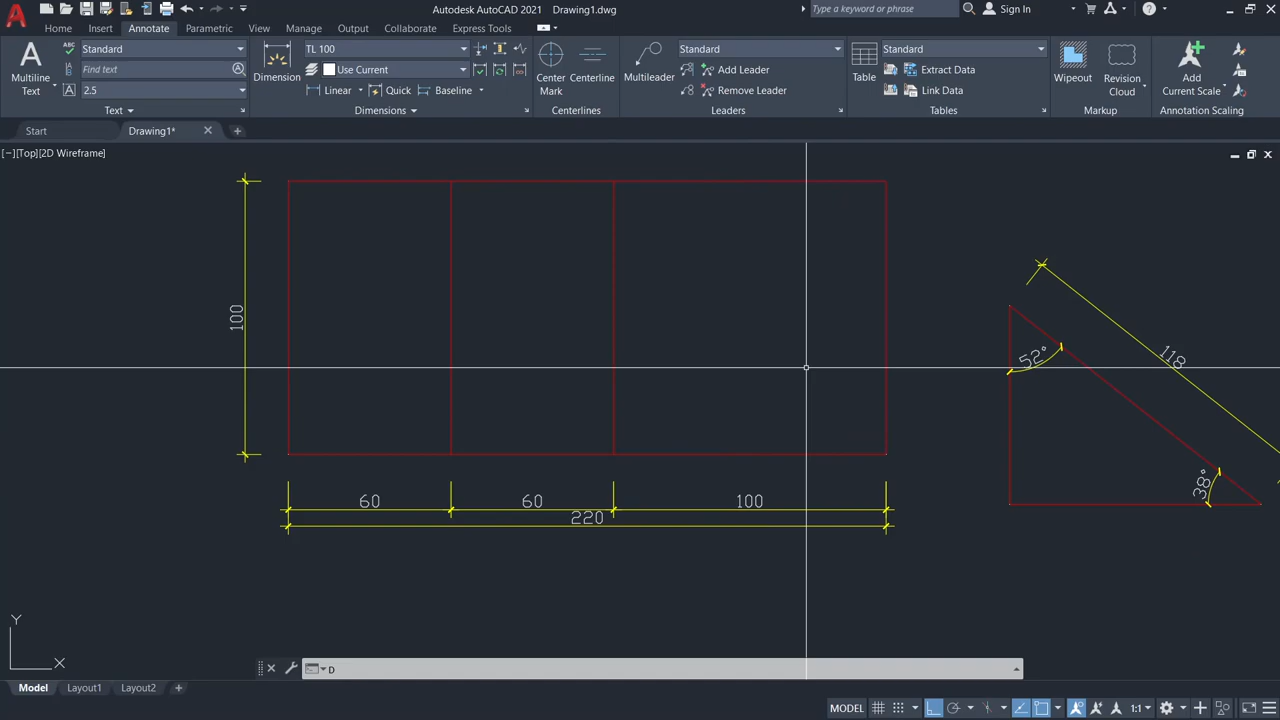 Autodesk AutoCAD 2021 Drawing1.dwg
Type a keyword or phrase
Sign In
Home Insert Annotate Parametric View Manage Output Collaborate Express Tools
Multiline Text
ABC
Standard
Find text
2.5
Text
Dimension
TL 100
Use Current
Linear
Quick
Baseline
Dimensions
Center Mark
Centerline
Centerlines
Multileader
Standard
Add Leader
Remove Leader
Leaders
Table
Standard
Extract Data
Link Data
Tables
Wipeout
Revision Cloud
Markup
Add Current Scale
Annotation Scaling
Start
Drawing1*
[−][Top][2D Wireframe]
100
60
60
100
220
52°
118
38°
Y
X
D
Model Layout1 Layout2
MODEL
1:1